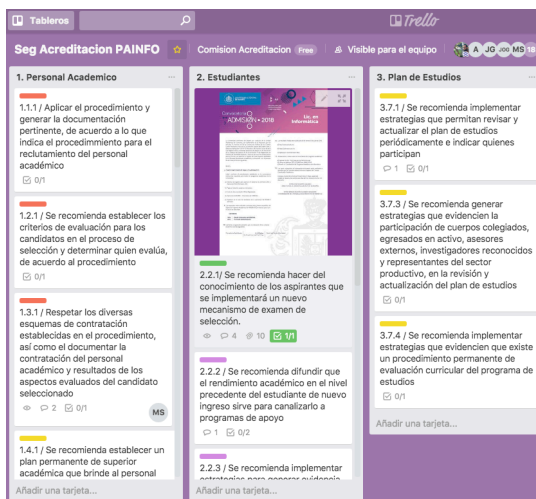 Tableros
Trello
Seg Acreditacion PAINFO
Comision Acreditacion Free
Visible para el equipo
A JG JOO MS 18
1. Personal Academico
1.1.1 / Aplicar el procedimiento y
generar la documentación
pertinente, de acuerdo a lo que
indica el procedimmiento para el
reclutamiento del personal
académico
0/1
1.2.1 / Se recomienda establecer los
criterios de evaluación para los
candidatos en el proceso de
selección y determinar quien evalúa,
de acuerdo al procedimiento
0/1
1.3.1 / Respetar los diversas
esquemas de contratación
establecidas en el procedimiento,
así como el documentar la
contratación del personal
académico y resultados de los
aspectos evaluados del candidato
seleccionado
2 0/1
MS
1.4.1 / Se recomienda establecer un
plan permanente de superior
académica que brinde al personal
Añadir una tarjeta...
2. Estudiantes
Convocatoria
ADMISIÓN • 2018
Lic. en
Informática
2.2.1/ Se recomienda hacer del
conocimiento de los aspirantes que
se implementará un nuevo
mecanismo de examen de
selección.
4 10 1/1
2.2.2 / Se recomienda difundir que
el rendimiento académico en el nivel
precedente del estudiante de nuevo
ingreso sirve para canalizarlo a
programas de apoyo
1 0/2
2.2.3 / Se recomienda implementar
estrategias para generar evidencia
Añadir una tarjeta...
3. Plan de Estudios
3.7.1 / Se recomienda implementar
estrategias que permitan revisar y
actualizar el plan de estudios
periódicamente e indicar quienes
participan
1 0/1
3.7.3 / Se recomienda generar
estrategias que evidencien la
participación de cuerpos colegiados,
egresados en activo, asesores
externos, investigadores reconocidos
y representantes del sector
productivo, en la revisión y
actualización del plan de estudios
0/1
3.7.4 / Se recomienda implementar
estrategias que evidencien que existe
un procedimiento permanente de
evaluación curricular del programa de
estudios
0/1
Añadir una tarjeta...